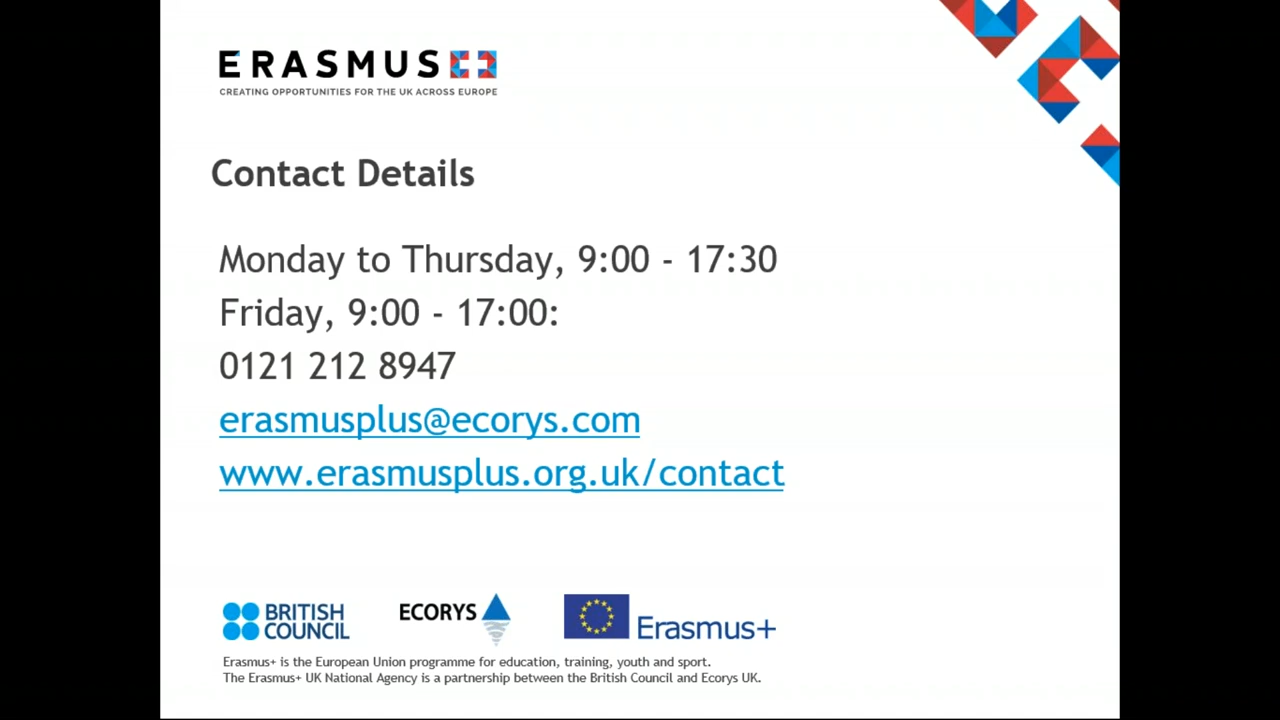 ERASMUS+
CREATING OPPORTUNITIES FOR THE UK ACROSS EUROPE
Contact Details
Monday to Thursday, 9:00 - 17:30
Friday, 9:00 - 17:00:
0121 212 8947
erasmusplus@ecorys.com
www.erasmusplus.org.uk/contact
BRITISH
COUNCIL
ECORYS
Erasmus+
Erasmus+ is the European Union programme for education, training, youth and sport.
The Erasmus+ UK National Agency is a partnership between the British Council and Ecorys UK.